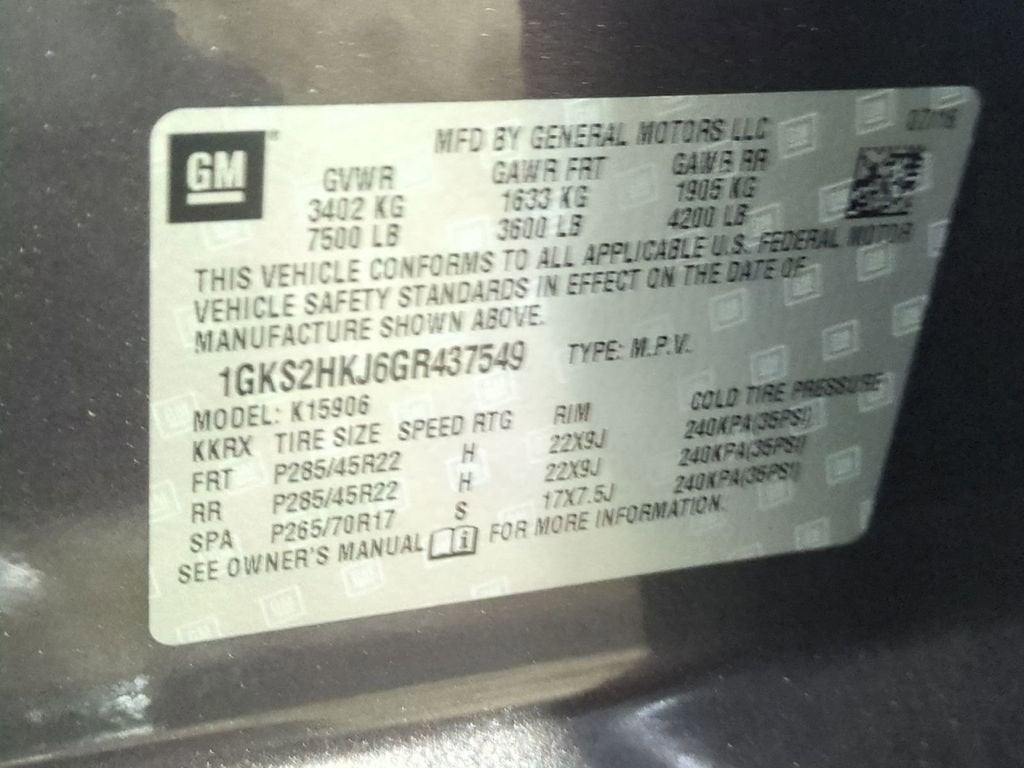 GM
MFD BY GENERAL MOTORS LLC 07/16
GVWR GAWR FRT GAWR RR
3402 KG 1633 KG 1905 KG
7500 LB 3600 LB 4200 LB
THIS VEHICLE CONFORMS TO ALL APPLICABLE U.S. FEDERAL MOTOR
VEHICLE SAFETY STANDARDS IN EFFECT ON THE DATE OF
MANUFACTURE SHOWN ABOVE.
1GKS2HKJ6GR437549 TYPE: M.P.V.
MODEL: K15906
KKRX TIRE SIZE SPEED RTG RIM COLD TIRE PRESSURE
FRT P285/45R22 H 22X9J 240KPA(35PSI)
RR P285/45R22 H 22X9J 240KPA(35PSI)
SPA P265/70R17 S 17X7.5J 240KPA(35PSI)
SEE OWNER'S MANUAL FOR MORE INFORMATION.